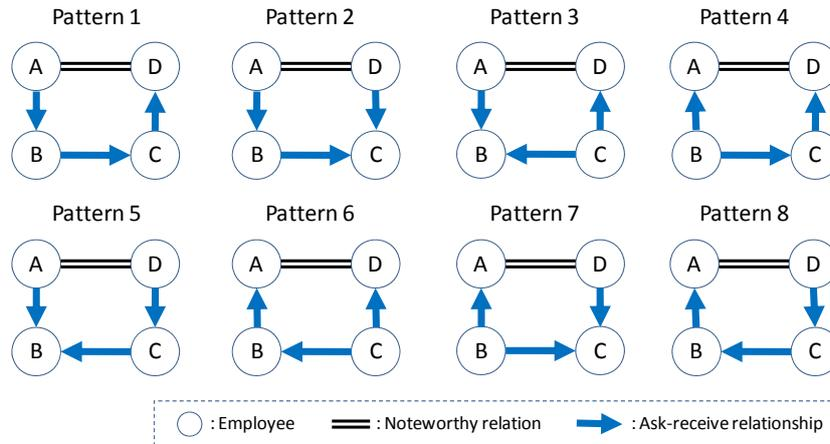 Pattern 1 Pattern 2 Pattern 3 Pattern 4
A D A D A D A D
B C B C B C B C
Pattern 5 Pattern 6 Pattern 7 Pattern 8
A D A D A D A D
B C B C B C B C
: Employee : Noteworthy relation : Ask-receive relationship